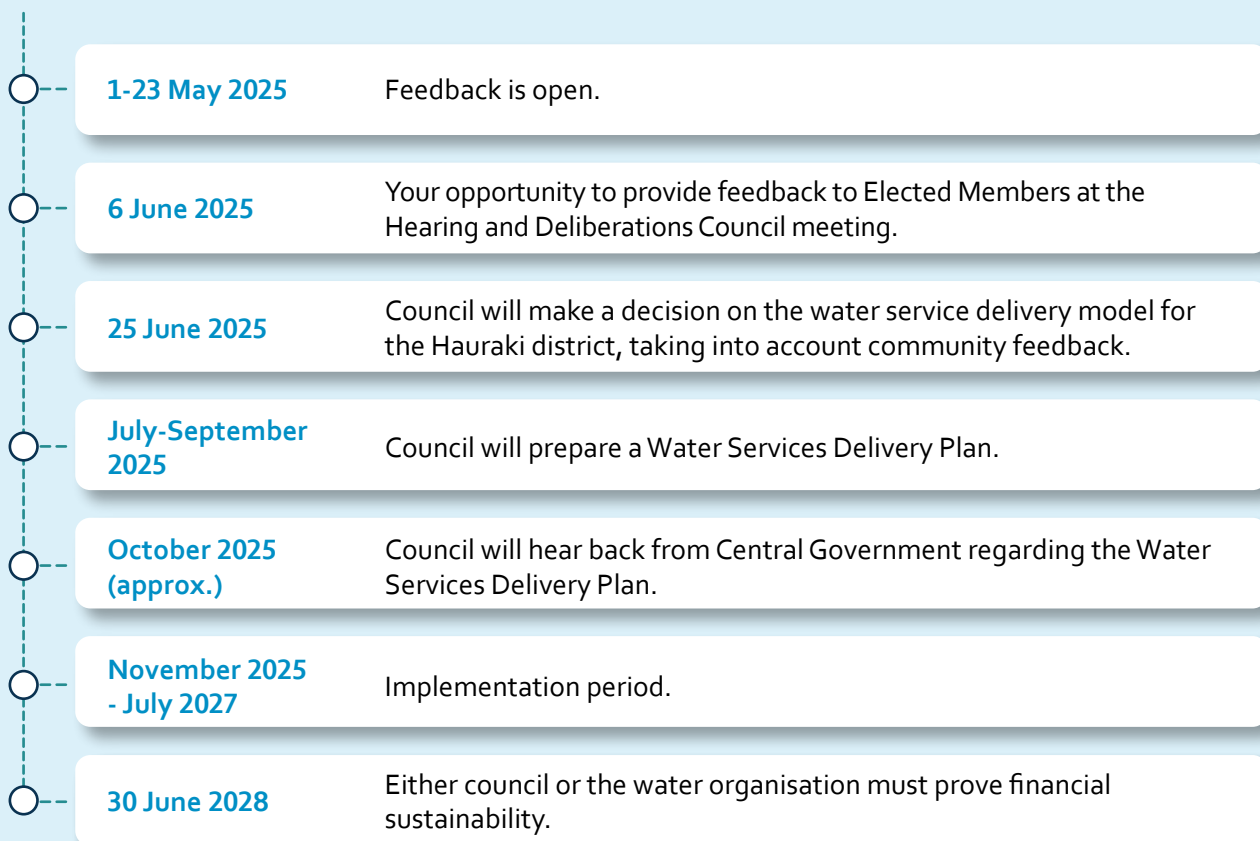 1-23 May 2025
Feedback is open.
6 June 2025
Your opportunity to provide feedback to Elected Members at the
Hearing and Deliberations Council meeting.
25 June 2025
Council will make a decision on the water service delivery model for
the Hauraki district, taking into account community feedback.
July-September
2025
Council will prepare a Water Services Delivery Plan.
October 2025
(approx.)
Council will hear back from Central Government regarding the Water
Services Delivery Plan.
November 2025
- July 2027
Implementation period.
30 June 2028
Either council or the water organisation must prove financial
sustainability.